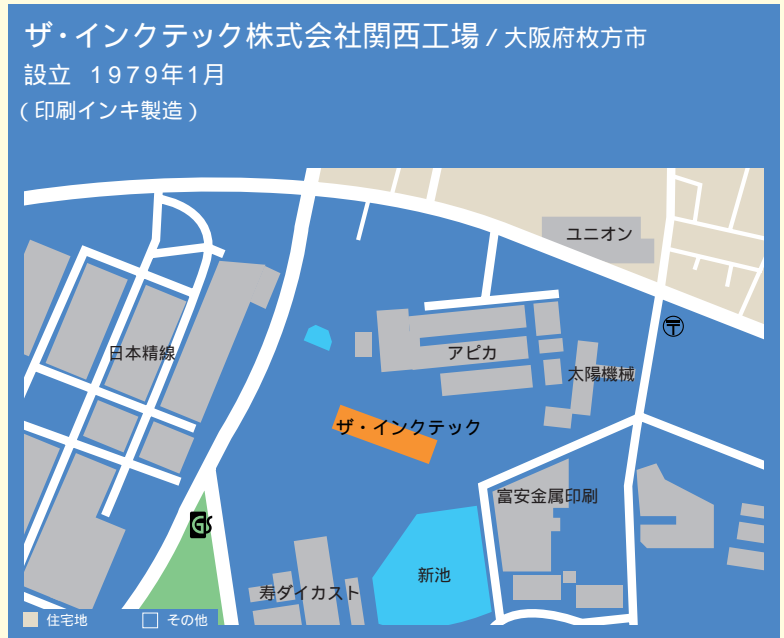 ザ・インクテック株式会社関西工場 / 大阪府枚方市
設立 1979年1月
(印刷インキ製造)
ユニオン
〒
日本精線
アピカ
太陽機械
ザ・インクテック
富安金属印刷
GS
新池
寿ダイカスト
住宅地 その他